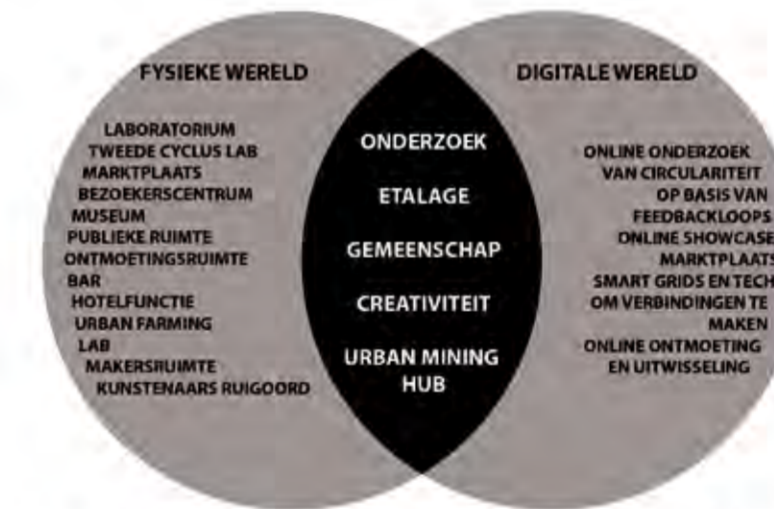 FYSIEKE WERELD
LABORATORIUM
TWEEDE CYCLUS LAB
MARKTPLAATS
BEZOEKERSCENTRUM
MUSEUM
PUBLIEKE RUIMTE
ONTMOETINGSRUIMTE
BAR
HOTELFUNCTIE
URBAN FARMING
LAB
MAKERSRUIMTE
KUNSTENAARS RUIGOORD
ONDERZOEK
ETALAGE
GEMEENSCHAP
CREATIVITEIT
URBAN MINING
HUB
DIGITALE WERELD
ONLINE ONDERZOEK
VAN CIRCULARITEIT
OP BASIS VAN
FEEDBACKLOOPS
ONLINE SHOWCASE
MARKTPLAATS
SMART GRIDS EN TECH
OM VERBINDINGEN TE
MAKEN
ONLINE ONTMOETING
EN UITWISSELING